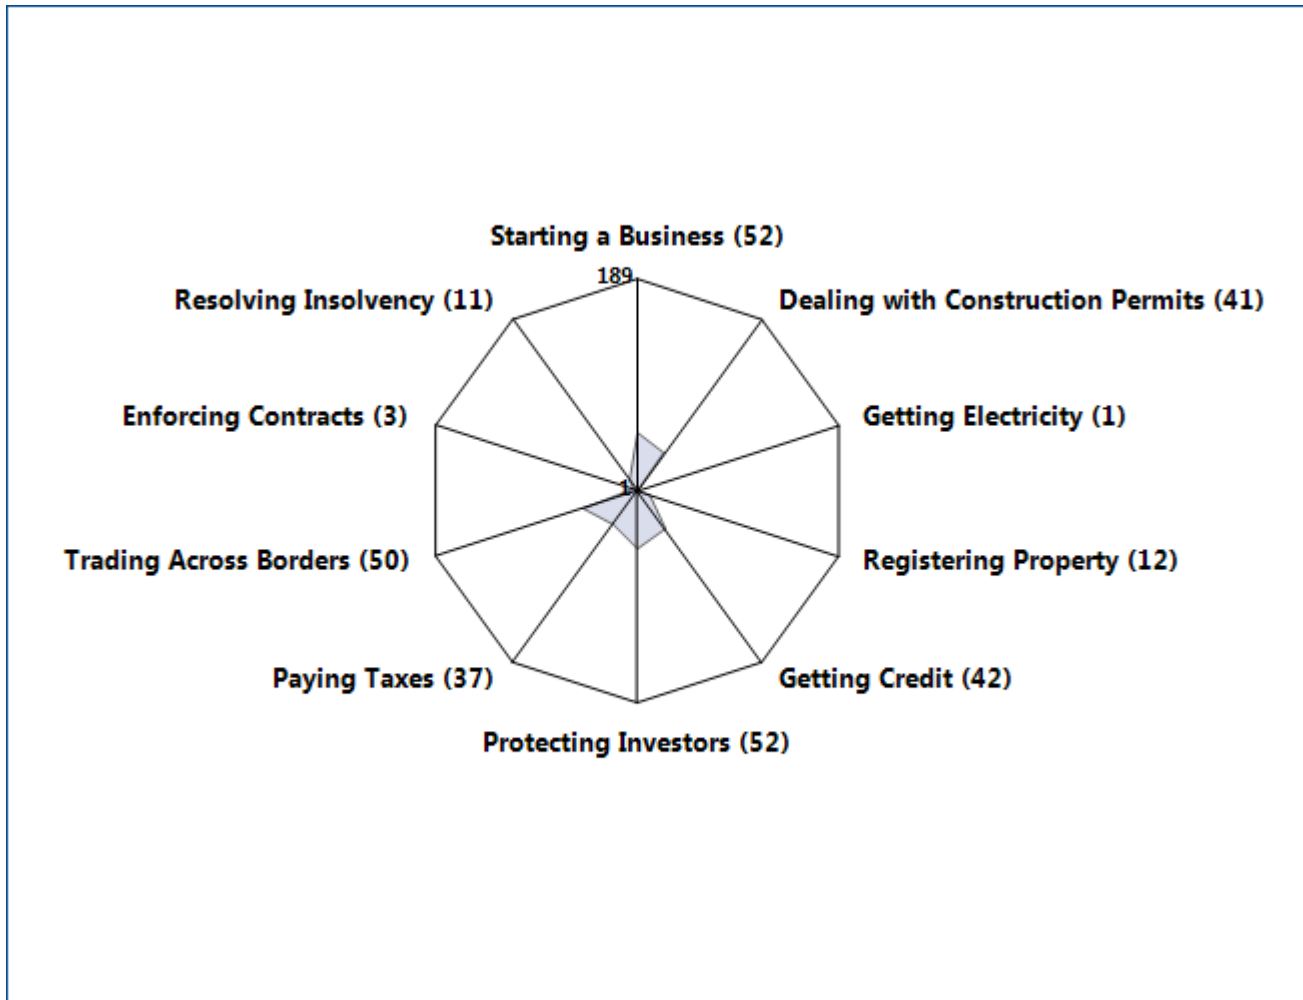 Starting a Business (52)
189
Resolving Insolvency (11)
Dealing with Construction Permits (41)
Enforcing Contracts (3)
Getting Electricity (1)
1
Trading Across Borders (50)
Registering Property (12)
Paying Taxes (37)
Getting Credit (42)
Protecting Investors (52)